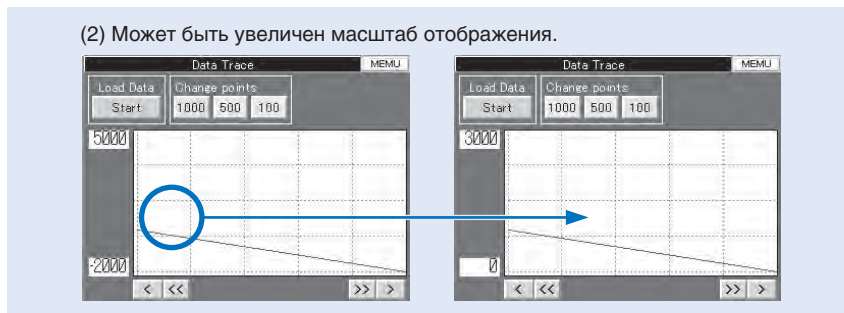 (2) Может быть увеличен масштаб отображения.
Data Trace MEMU
Load Data Change points
Start 1000 500 100
5000
-2000
< << >> >
Data Trace MEMU
Load Data Change points
Start 1000 500 100
3000
0
< << >> >